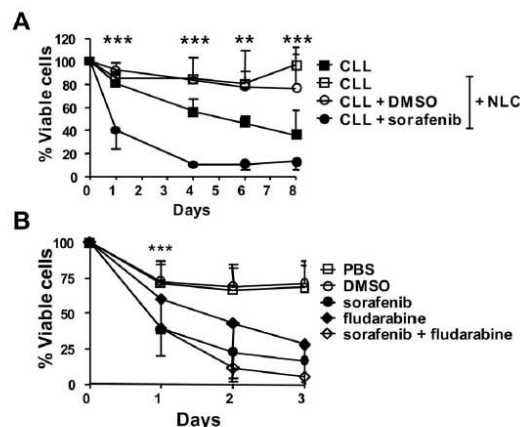 A
*** *** ** ***
120
100
80
60
40
20
0
% Viable cells
0 1 2 3 4 5 6 7 8
Days
CLL
CLL
CLL + DMSO
CLL + sorafenib
+ NLC
B
***
100
75
50
25
0
% Viable cells
0 1 2 3
Days
PBS
DMSO
sorafenib
fludarabine
sorafenib + fludarabine